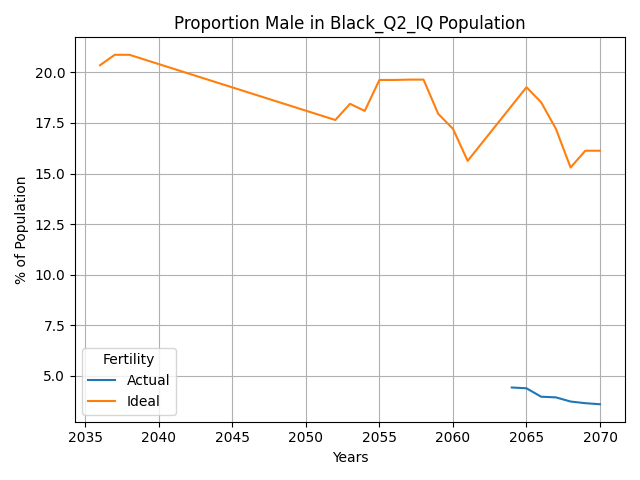 Proportion Male in Black_Q2_IQ Population
% of Population
20.0
17.5
15.0
12.5
10.0
7.5
5.0
Fertility
Actual
Ideal
2035 2040 2045 2050 2055 2060 2065 2070
Years